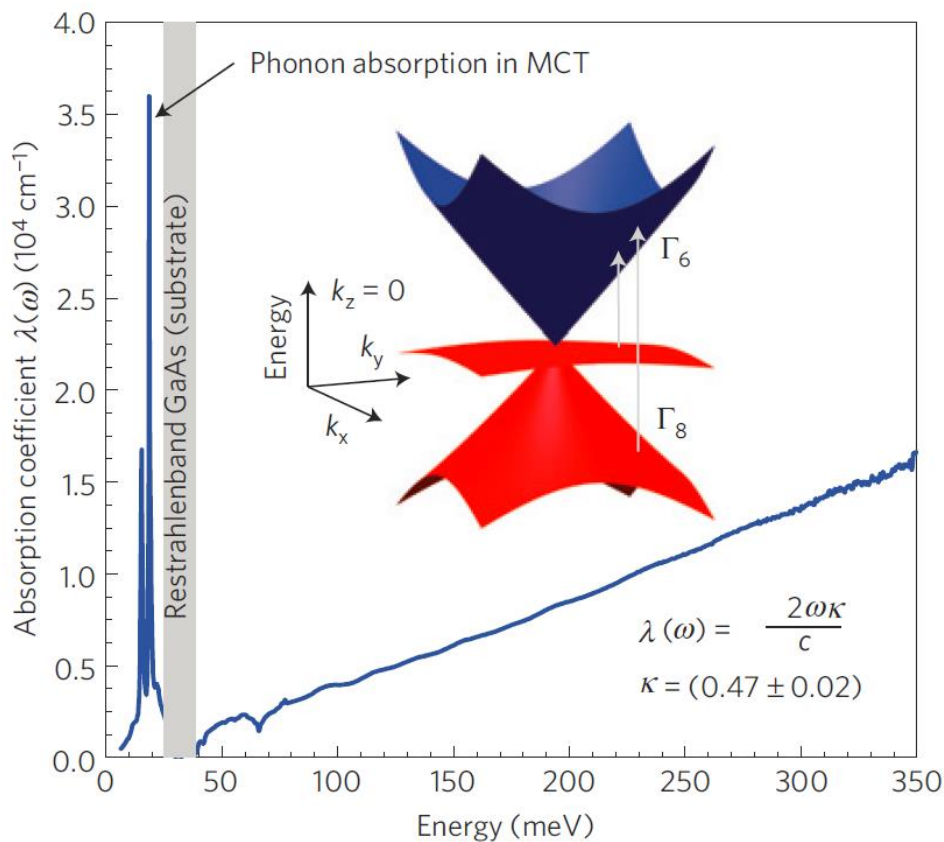 4.0
3.5
3.0
2.5
2.0
1.5
1.0
0.5
0.0
Absorption coefficient λ(ω) (10⁴ cm⁻¹)
Phonon absorption in MCT
Restrahlenband GaAs (substrate)
Energy
k_z = 0
k_y
k_x
Γ₆
Γ₈
λ(ω) = 2ωκ/c
κ = (0.47 ± 0.02)
0 50 100 150 200 250 300 350
Energy (meV)